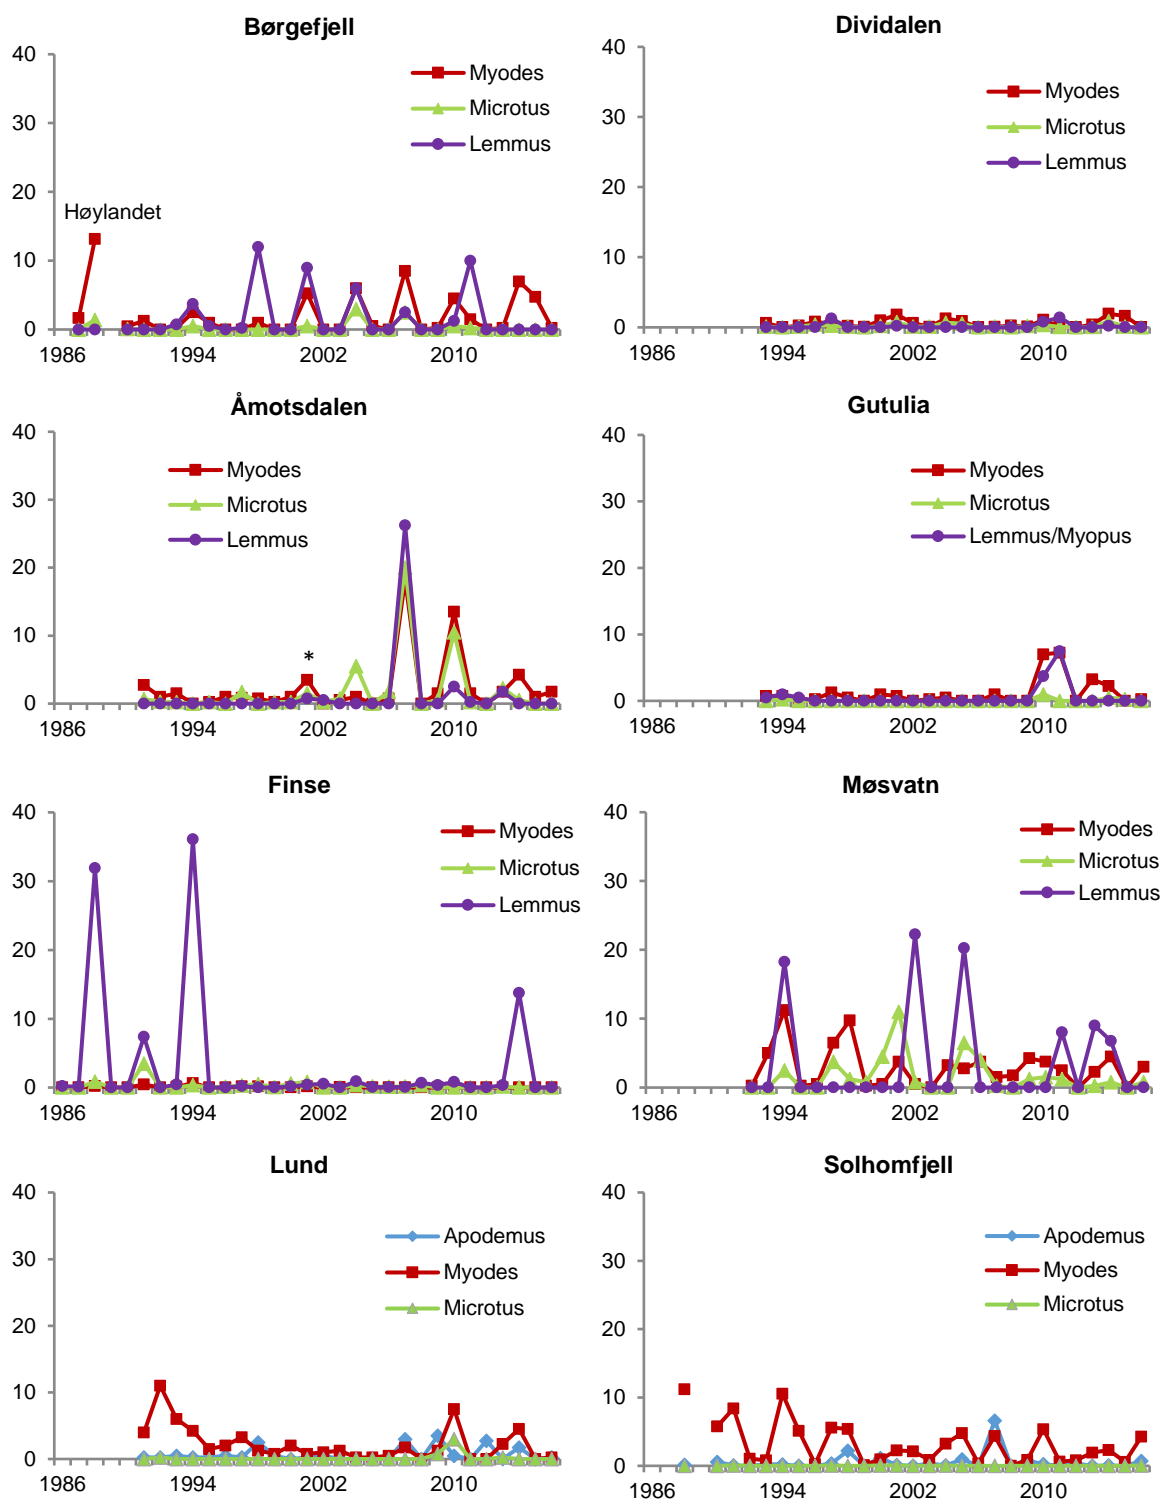 Børgefjell
40
30
20
10
0
1986
1994
2002
2010
Høylandet
Myodes
Microtus
Lemmus
Dividalen
40
30
20
10
0
1986
1994
2002
2010
Myodes
Microtus
Lemmus
Åmotsdalen
40
30
20
10
0
1986
1994
2002
2010
Myodes
Microtus
Lemmus
*
Gutulia
40
30
20
10
0
1986
1994
2002
2010
Myodes
Microtus
Lemmus/Myopus
Finse
40
30
20
10
0
1986
1994
2002
2010
Myodes
Microtus
Lemmus
Møsvatn
40
30
20
10
0
1986
1994
2002
2010
Myodes
Microtus
Lemmus
Lund
40
30
20
10
0
1986
1994
2002
2010
Apodemus
Myodes
Microtus
Solhomfjell
40
30
20
10
0
1986
1994
2002
2010
Apodemus
Myodes
Microtus